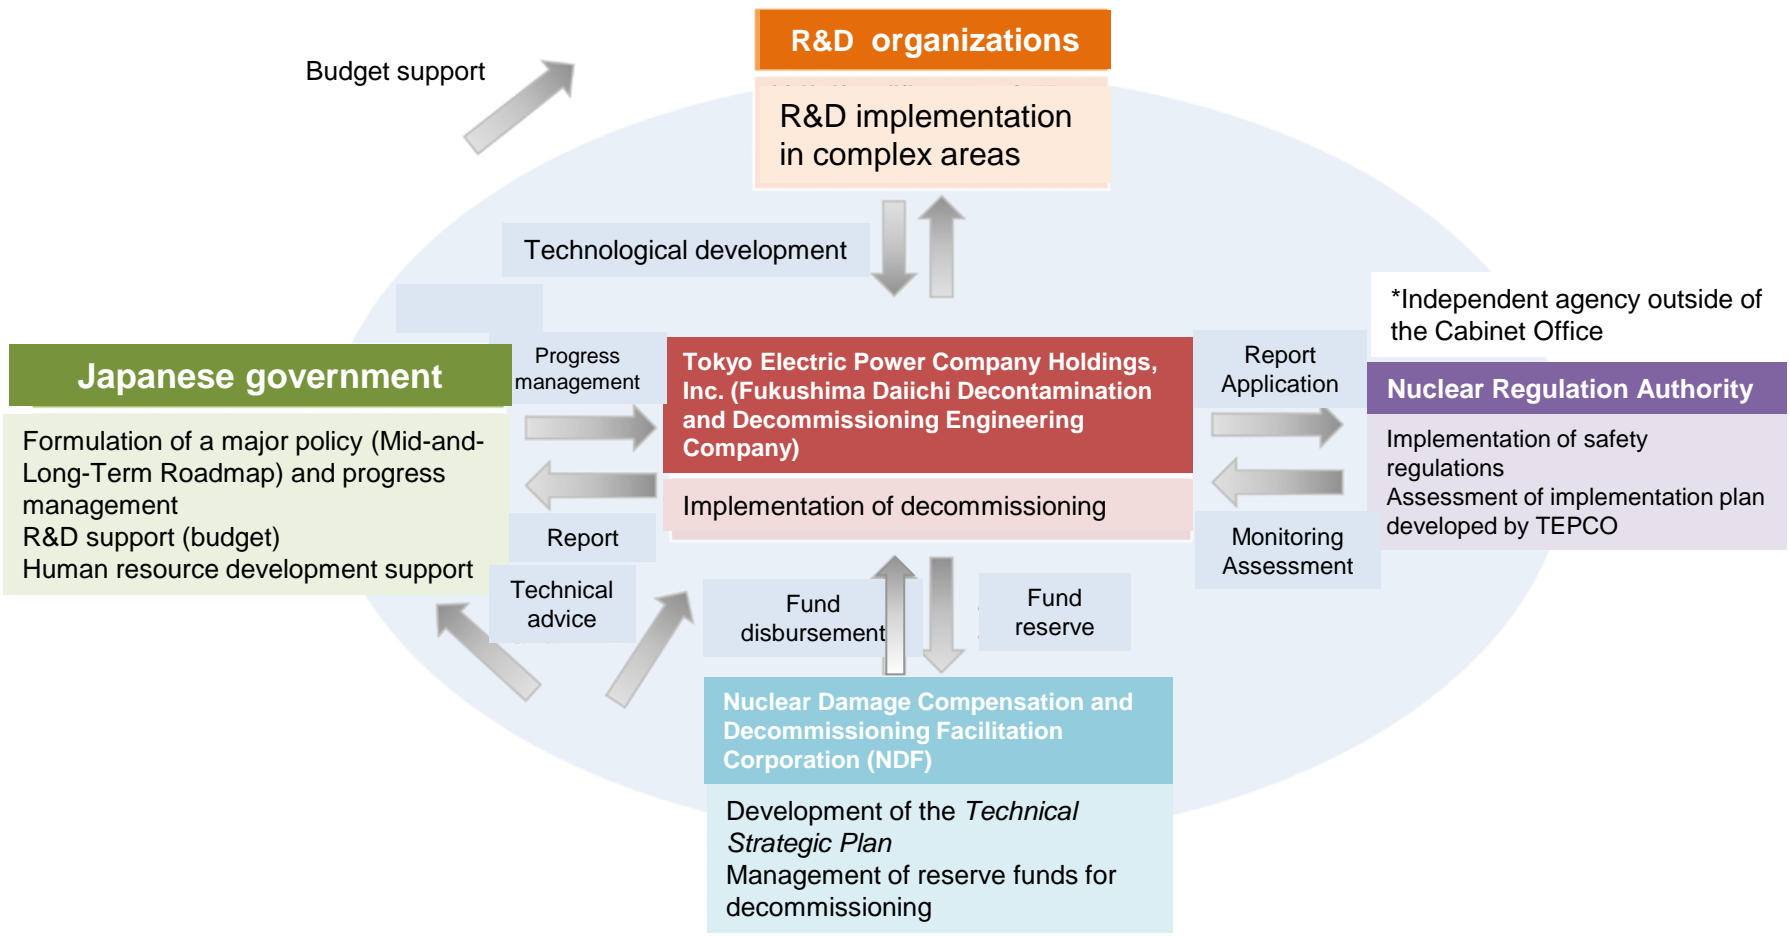 R&D organizations
Budget support
R&D implementation
in complex areas
Technological development
*Independent agency outside of
the Cabinet Office
Japanese government
Formulation of a major policy (Mid-and-
Long-Term Roadmap) and progress
management
R&D support (budget)
Human resource development support
Progress
management
Report
Technical
advice
Tokyo Electric Power Company Holdings,
Inc. (Fukushima Daiichi Decontamination
and Decommissioning Engineering
Company)
Implementation of decommissioning
Report
Application
Monitoring
Assessment
Nuclear Regulation Authority
Implementation of safety
regulations
Assessment of implementation plan
developed by TEPCO
Fund
disbursement
Fund
reserve
Nuclear Damage Compensation and
Decommissioning Facilitation
Corporation (NDF)
Development of the Technical
Strategic Plan
Management of reserve funds for
decommissioning